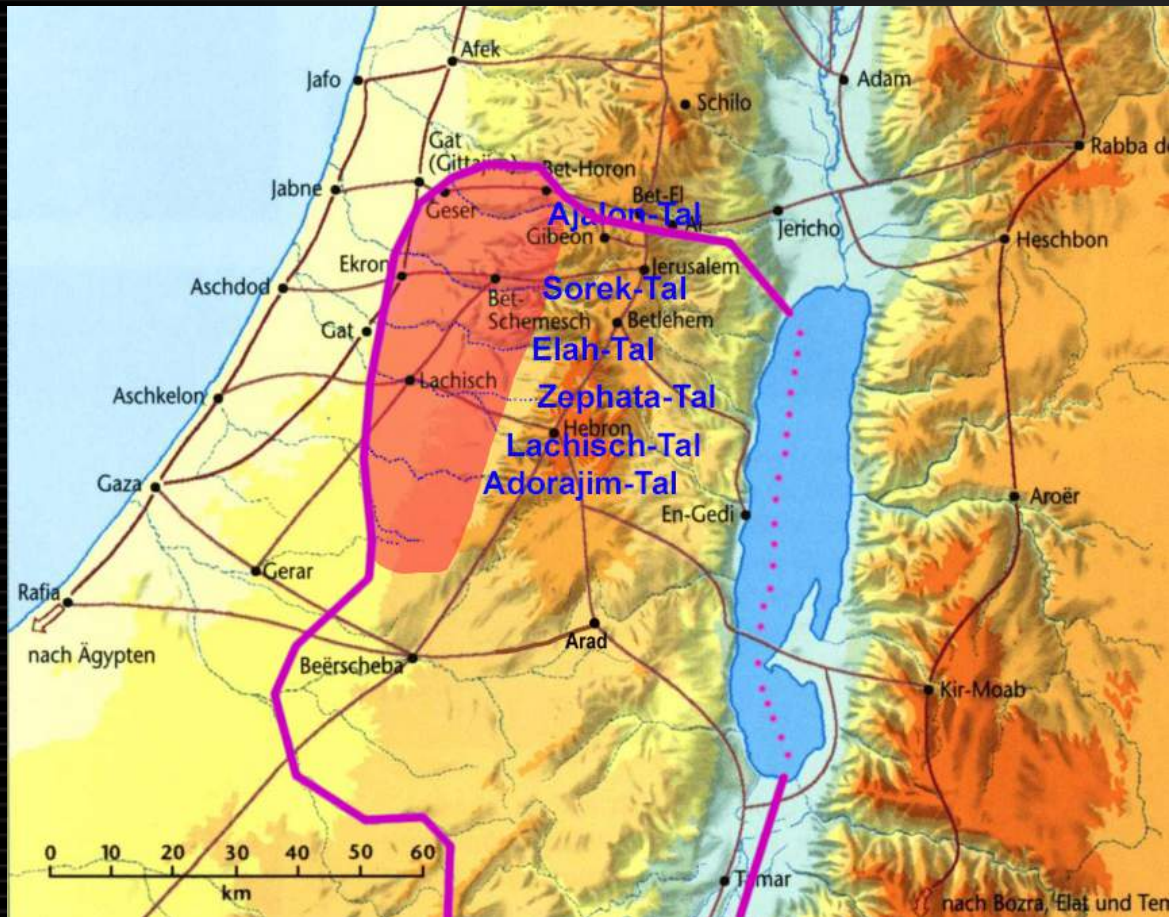 Afek
Jafo
Adam
Schilo
Gat
(Gittajim)
Rabba de
Bet-Horon
Jabne
Bet-El
Geser
Ajalon-Tal
Ai
Jericho
Gibeon
Heschbon
Ekron
Jerusalem
Aschdod
Sorek-Tal
Bet-
Schemesch
Betlehem
Gat
Elah-Tal
Lachisch
Aschkelon
Zephata-Tal
Hebron
Lachisch-Tal
Gaza
Adorajim-Tal
Aroër
En-Gedi
Gerar
Rafia
Arad
nach Ägypten
Beërscheba
Kir-Moab
0 10 20 30 40 50 60
km
Tamar
nach Bozra, Elat und Tem